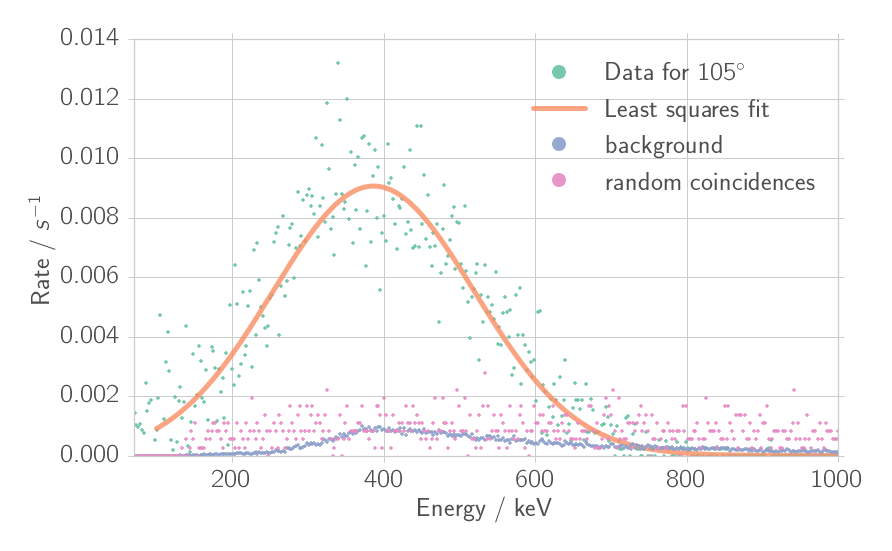 0.014
0.012
0.010
0.008
0.006
0.004
0.002
0.000
Rate / s⁻¹
Data for 105°
Least squares fit
background
random coincidences
200 400 600 800 1000
Energy / keV